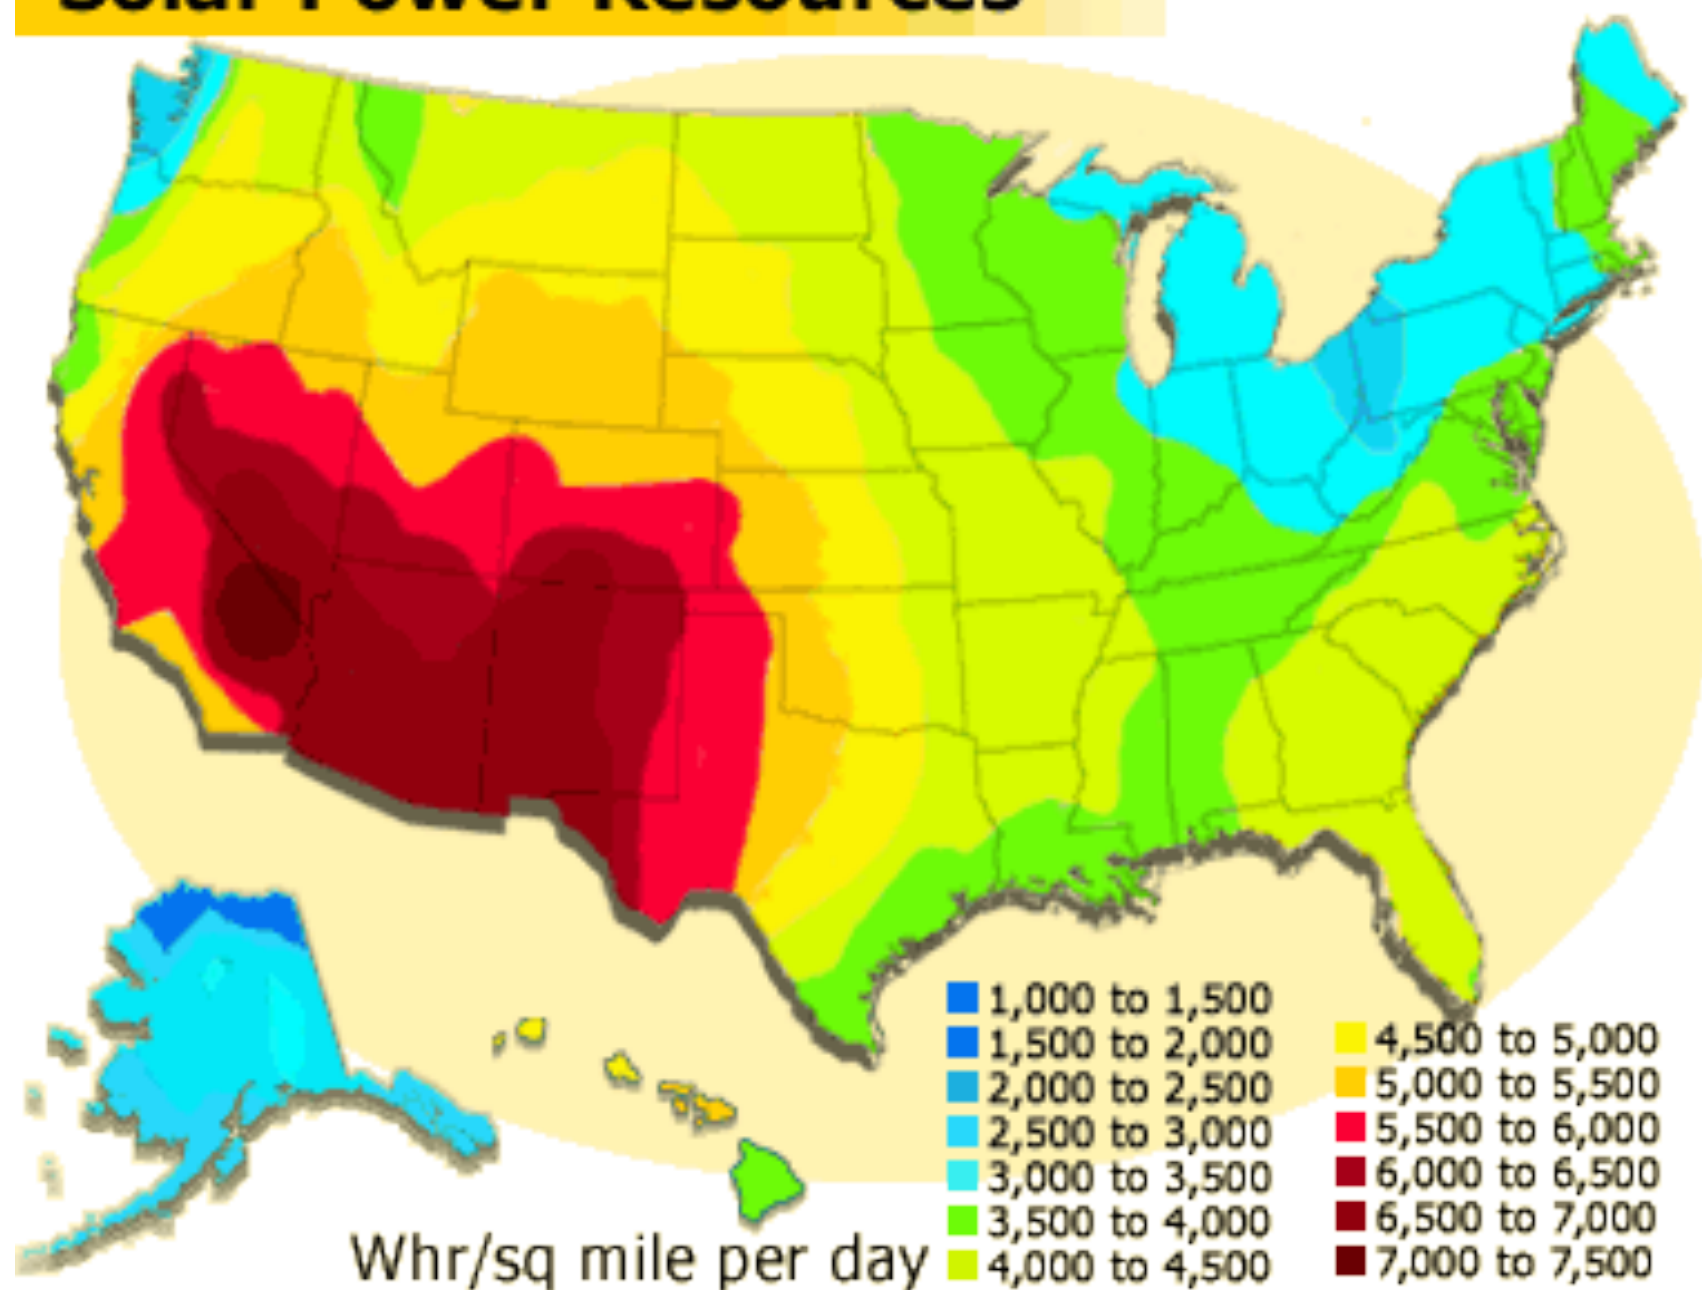 Solar Power Resources
1,000 to 1,500
1,500 to 2,000
2,000 to 2,500
2,500 to 3,000
3,000 to 3,500
3,500 to 4,000
4,000 to 4,500
4,500 to 5,000
5,000 to 5,500
5,500 to 6,000
6,000 to 6,500
6,500 to 7,000
7,000 to 7,500
Whr/sq mile per day